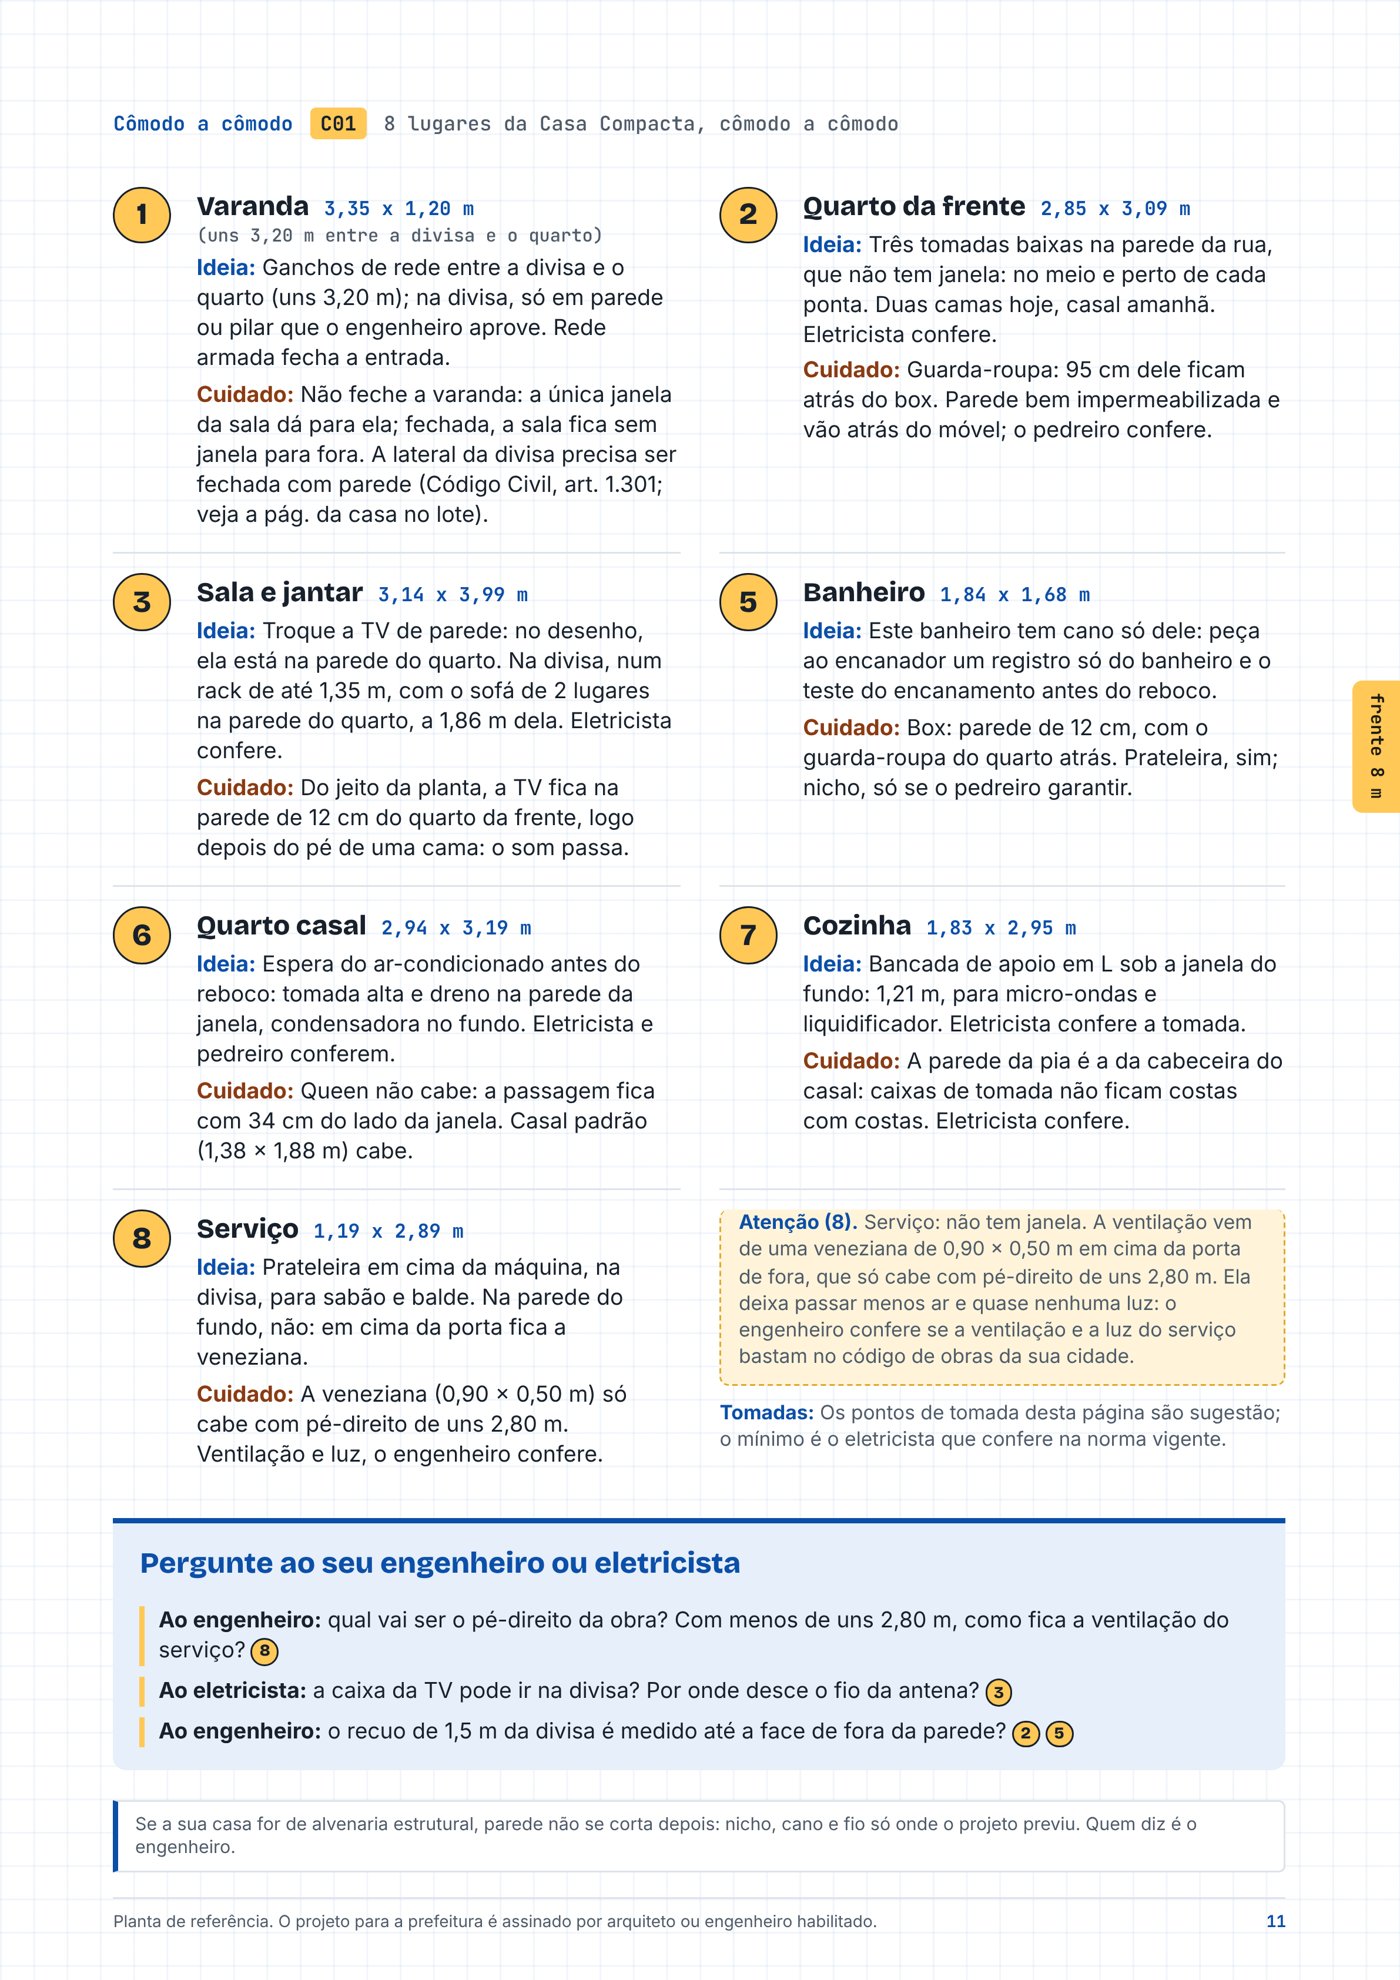 Cômodo a cômodo C01 8 lugares da Casa Compacta, cômodo a cômodo
1
Varanda 3,35 x 1,20 m
(uns 3,20 m entre a divisa e o quarto)
Ideia: Ganchos de rede entre a divisa e o
quarto (uns 3,20 m); na divisa, só em parede
ou pilar que o engenheiro aprove. Rede
armada fecha a entrada.
Cuidado: Não feche a varanda: a única janela
da sala dá para ela; fechada, a sala fica sem
janela para fora. A lateral da divisa precisa ser
fechada com parede (Código Civil, art. 1.301;
veja a pág. da casa no lote).
2
Quarto da frente 2,85 x 3,09 m
Ideia: Três tomadas baixas na parede da rua,
que não tem janela: no meio e perto de cada
ponta. Duas camas hoje, casal amanhã.
Eletricista confere.
Cuidado: Guarda-roupa: 95 cm dele ficam
atrás do box. Parede bem impermeabilizada e
vão atrás do móvel; o pedreiro confere.
3
Sala e jantar 3,14 x 3,99 m
Ideia: Troque a TV de parede: no desenho,
ela está na parede do quarto. Na divisa, num
rack de até 1,35 m, com o sofá de 2 lugares
na parede do quarto, a 1,86 m dela. Eletricista
confere.
Cuidado: Do jeito da planta, a TV fica na
parede de 12 cm do quarto da frente, logo
depois do pé de uma cama: o som passa.
5
Banheiro 1,84 x 1,68 m
Ideia: Este banheiro tem cano só dele: peça
ao encanador um registro só do banheiro e o
teste do encanamento antes do reboco.
Cuidado: Box: parede de 12 cm, com o
guarda-roupa do quarto atrás. Prateleira, sim;
nicho, só se o pedreiro garantir.
frente 8 m
6
Quarto casal 2,94 x 3,19 m
Ideia: Espera do ar-condicionado antes do
reboco: tomada alta e dreno na parede da
janela, condensadora no fundo. Eletricista e
pedreiro conferem.
Cuidado: Queen não cabe: a passagem fica
com 34 cm do lado da janela. Casal padrão
(1,38 × 1,88 m) cabe.
7
Cozinha 1,83 x 2,95 m
Ideia: Bancada de apoio em L sob a janela do
fundo: 1,21 m, para micro-ondas e
liquidificador. Eletricista confere a tomada.
Cuidado: A parede da pia é a da cabeceira do
casal: caixas de tomada não ficam costas
com costas. Eletricista confere.
8
Serviço 1,19 x 2,89 m
Ideia: Prateleira em cima da máquina, na
divisa, para sabão e balde. Na parede do
fundo, não: em cima da porta fica a
veneziana.
Cuidado: A veneziana (0,90 × 0,50 m) só
cabe com pé-direito de uns 2,80 m.
Ventilação e luz, o engenheiro confere.
Atenção (8). Serviço: não tem janela. A ventilação vem
de uma veneziana de 0,90 × 0,50 m em cima da porta
de fora, que só cabe com pé-direito de uns 2,80 m. Ela
deixa passar menos ar e quase nenhuma luz: o
engenheiro confere se a ventilação e a luz do serviço
bastam no código de obras da sua cidade.
Tomadas: Os pontos de tomada desta página são sugestão;
o mínimo é o eletricista que confere na norma vigente.
Pergunte ao seu engenheiro ou eletricista
Ao engenheiro: qual vai ser o pé-direito da obra? Com menos de uns 2,80 m, como fica a ventilação do
serviço? 8
Ao eletricista: a caixa da TV pode ir na divisa? Por onde desce o fio da antena? 3
Ao engenheiro: o recuo de 1,5 m da divisa é medido até a face de fora da parede? 2 5
Se a sua casa for de alvenaria estrutural, parede não se corta depois: nicho, cano e fio só onde o projeto previu. Quem diz é o
engenheiro.
Planta de referência. O projeto para a prefeitura é assinado por arquiteto ou engenheiro habilitado. 11